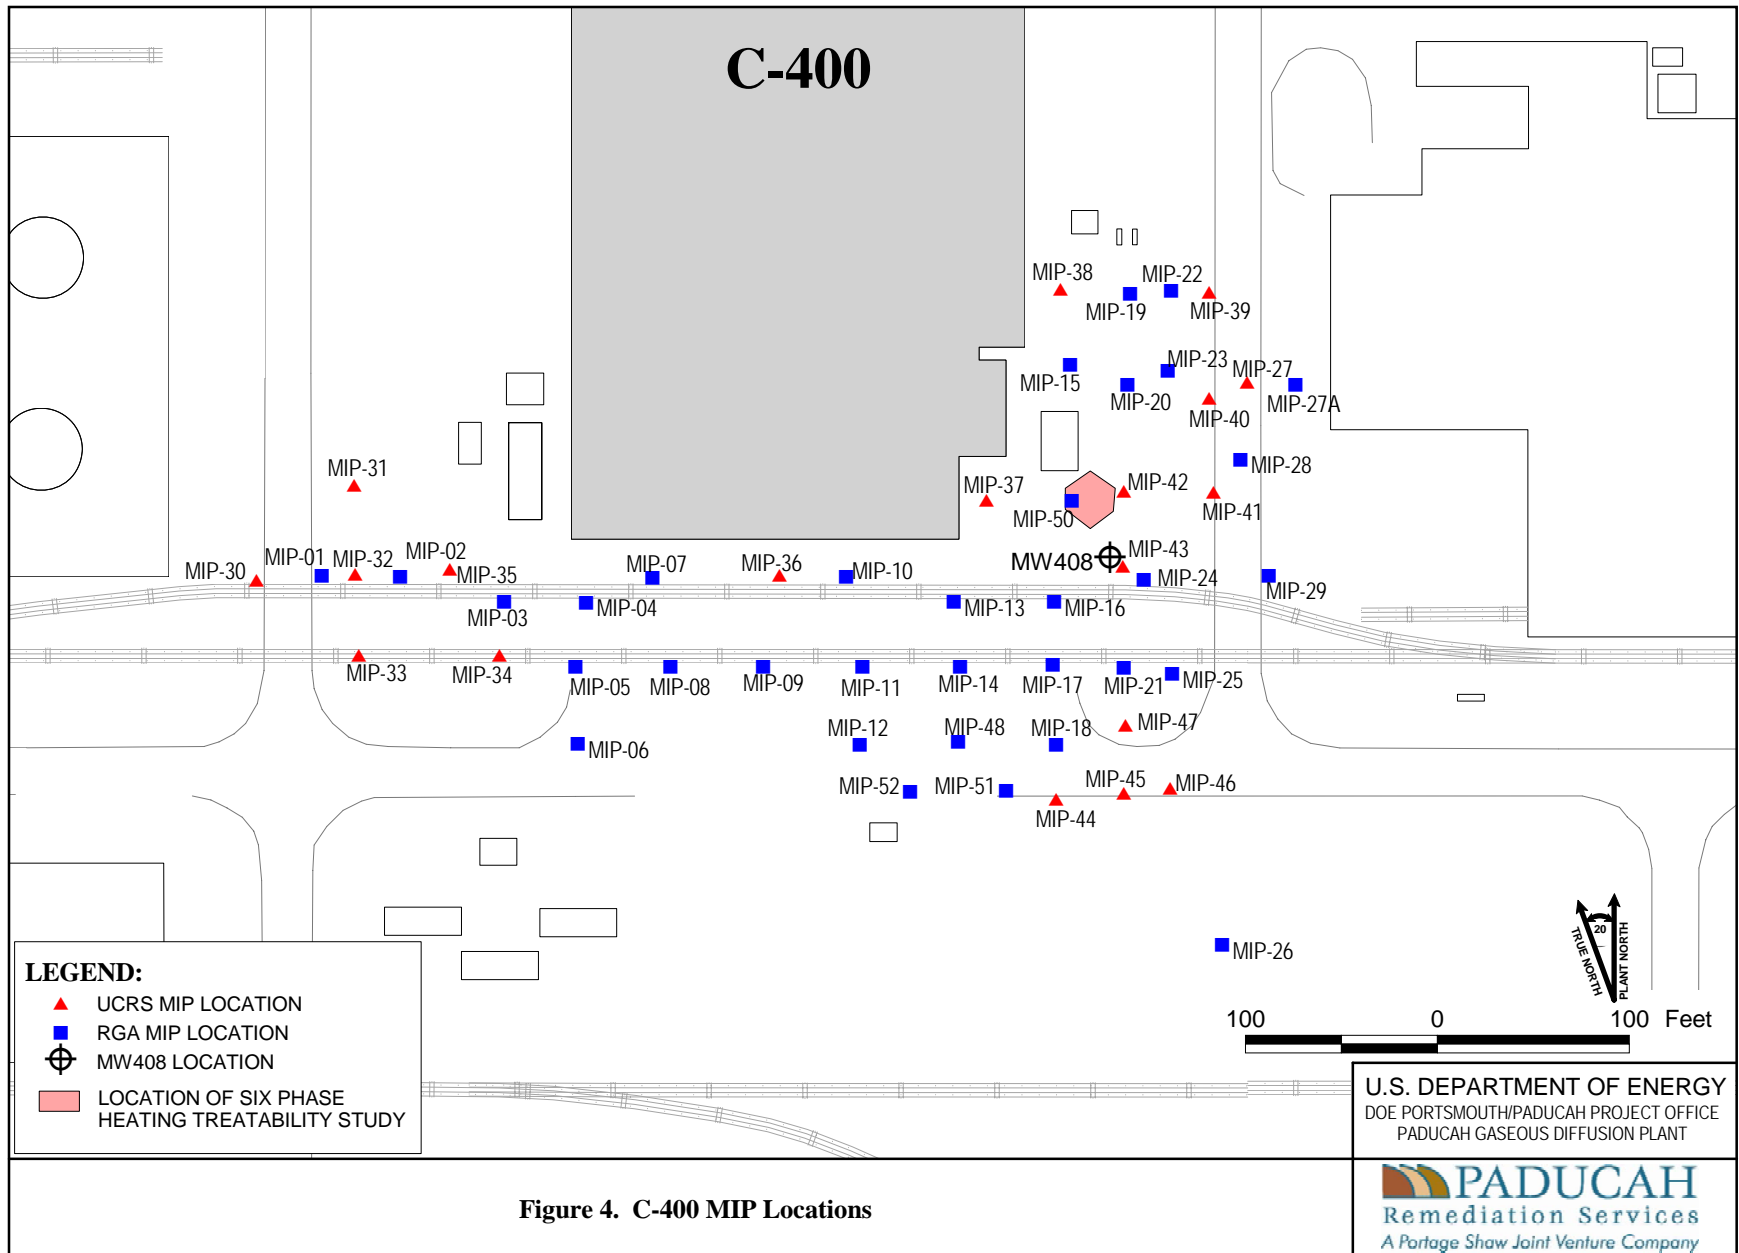 C-400
MIP-38
MIP-22
MIP-19
MIP-39
MIP-23
MIP-15
MIP-27
MIP-20
MIP-27A
MIP-40
MIP-31
MIP-28
MIP-37
MIP-42
MIP-50
MIP-41
MIP-01
MIP-32
MIP-02
MIP-30
MIP-35
MIP-07
MIP-36
MIP-10
MW408
MIP-43
MIP-24
MIP-29
MIP-03
MIP-04
MIP-13
MIP-16
MIP-33
MIP-34
MIP-05
MIP-08
MIP-09
MIP-11
MIP-14
MIP-17
MIP-21
MIP-25
MIP-06
MIP-12
MIP-48
MIP-18
MIP-47
MIP-52
MIP-51
MIP-45
MIP-46
MIP-44
MIP-26
20
TRUE NORTH
PLANT NORTH
100 0 100 Feet
LEGEND:
UCRS MIP LOCATION
RGA MIP LOCATION
MW408 LOCATION
LOCATION OF SIX PHASE
HEATING TREATABILITY STUDY
U.S. DEPARTMENT OF ENERGY
DOE PORTSMOUTH/PADUCAH PROJECT OFFICE
PADUCAH GASEOUS DIFFUSION PLANT
Figure 4. C-400 MIP Locations
PADUCAH
Remediation Services
A Portage Shaw Joint Venture Company